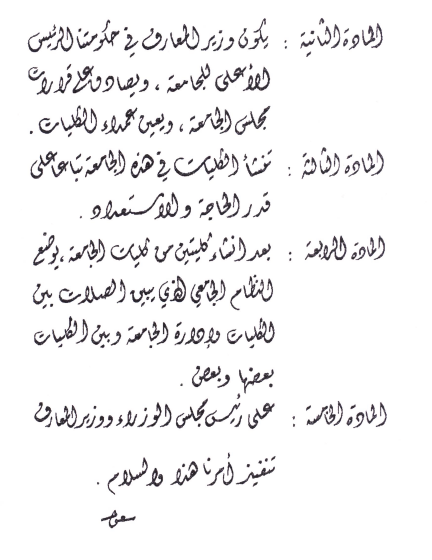 المادة الثانية : يكون وزير المعارف في حكومتنا الرئيس
الأعلى للجامعة ، ويصادق على قرارات
مجلس الجامعة ، ويعين عمداء الكليات .
المادة الثالثة : تنشأ الكليات في هذه الجامعة تباعا على
قدر الحاجة والاستعداد .
المادة الرابعة : بعد انشاء كليتين من كليات الجامعة ، يوضع
النظام الجامعي الذي يبين الصلات بين
الكليات وإدارة الجامعة وبين الكليات
بعضها وبعض .
المادة الخامسة : على رئيس مجلس الوزراء ووزير المعارف
تنفيذ أمرنا هذا والسلام .
سعود